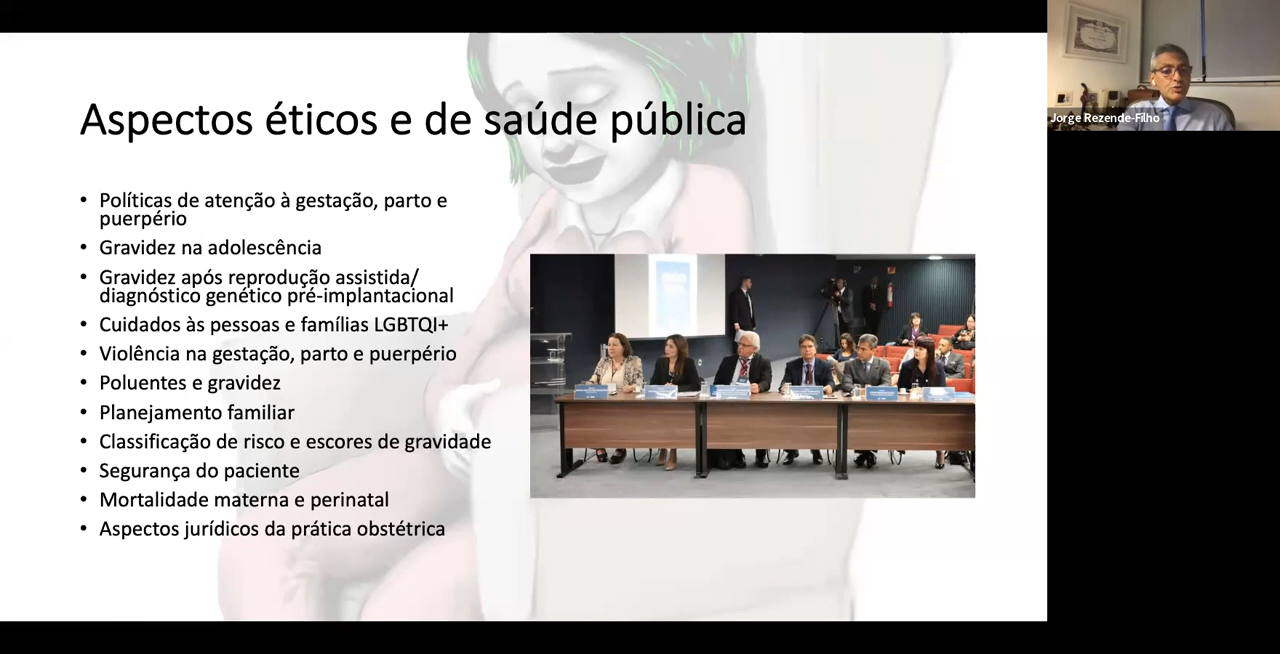 Aspectos éticos e de saúde pública
• Políticas de atenção à gestação, parto e
puerpério
• Gravidez na adolescência
• Gravidez após reprodução assistida/
diagnóstico genético pré-implantacional
• Cuidados às pessoas e famílias LGBTQI+
• Violência na gestação, parto e puerpério
• Poluentes e gravidez
• Planejamento familiar
• Classificação de risco e escores de gravidade
• Segurança do paciente
• Mortalidade materna e perinatal
• Aspectos jurídicos da prática obstétrica
Jorge Rezende-Filho